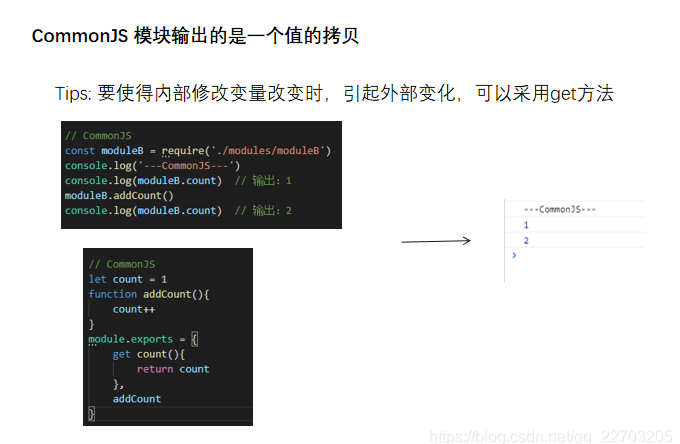 CommonJS 模块输出的是一个值的拷贝
Tips: 要使得内部修改变量改变时，引起外部变化，可以采用get方法
// CommonJS
const moduleB = require('./modules/moduleB')
console.log('---CommonJS---')
console.log(moduleB.count)  // 输出：1
moduleB.addCount()
console.log(moduleB.count)  // 输出：2
---CommonJS---
1
2
>
// CommonJS
let count = 1
function addCount(){
    count++
}
module.exports = {
    get count(){
        return count
    },
    addCount
}
https://blog.csdn.net/qq_22703205